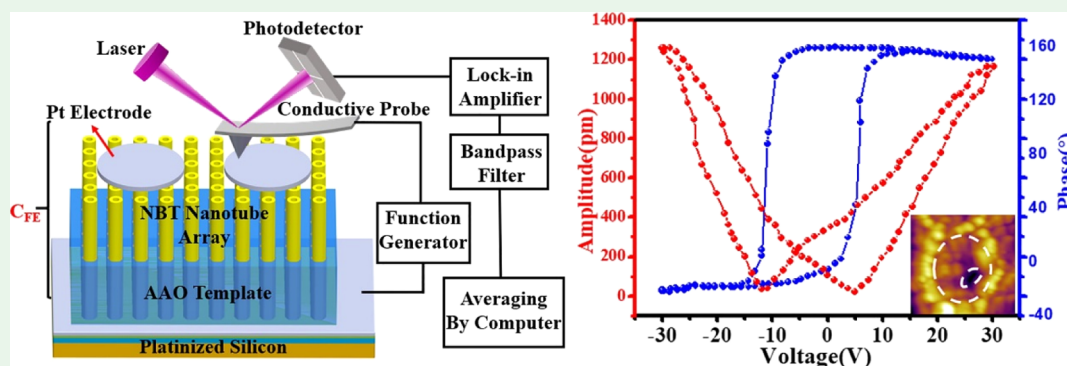 Laser
Photodetector
Conductive Probe
Pt Electrode
C_FE
NBT Nanotube
Array
AAO Template
Platinized Silicon
Lock-in
Amplifier
Bandpass
Filter
Function
Generator
Averaging
By Computer
Amplitude(pm)
1400
1200
1000
800
600
400
200
0
-30
-20
-10
0
10
20
30
Voltage(V)
160
120
80
40
0
-40
Phase(°)